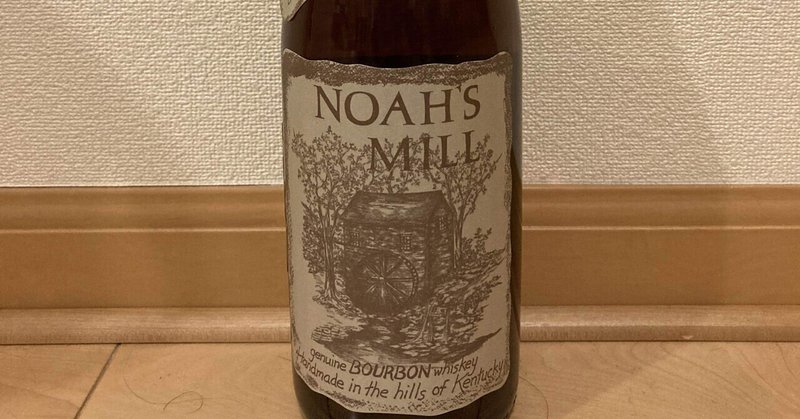 NOAH'S
MILL
genuine BOURBON whiskey
Handmade in the hills of Kentucky